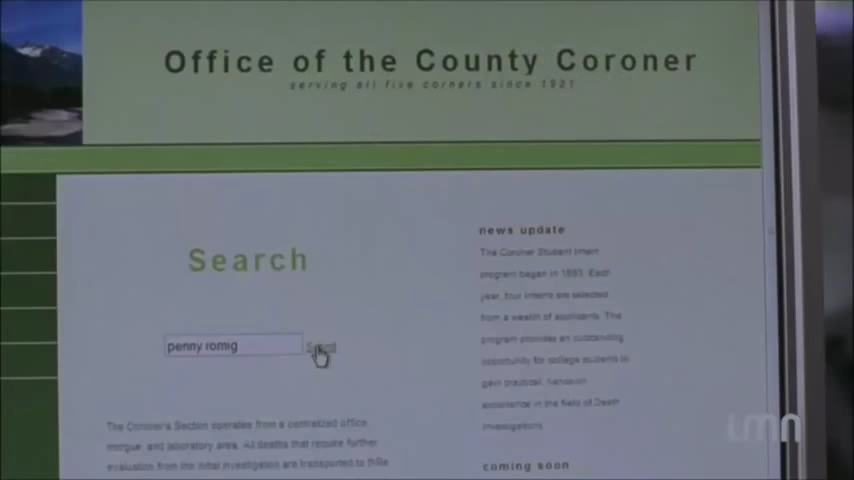 Office of the County Coroner
serving all five corners since 1921
Search
penny romig
news update
The Coroner Student Intern
program began in 1993. Each
year, four interns are selected
from a wealth of applicants. The
program provides an outstanding
opportunity for college students to
gain practical, hands-on
experience in the field of Death
Investigations.
coming soon
The Coroner's Section operates from a centralized office,
morgue, and laboratory area. All deaths that require further
evaluation from the initial investigation are transported to
lmn